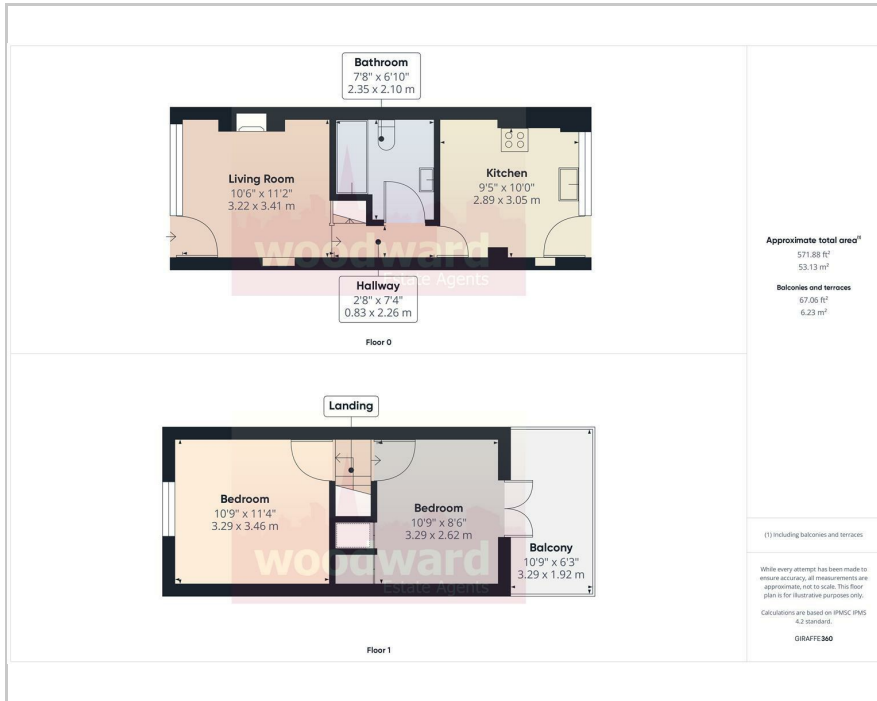 Bathroom
7'8" x 6'10"
2.35 x 2.10 m
Living Room
10'6" x 11'2"
3.22 x 3.41 m
Kitchen
9'5" x 10'0"
2.89 x 3.05 m
woodward
Estate Agents
Hallway
2'8" x 7'4"
0.83 x 2.26 m
Floor 0
Landing
Bedroom
10'9" x 11'4"
3.29 x 3.46 m
Bedroom
10'9" x 8'6"
3.29 x 2.62 m
Balcony
10'9" x 6'3"
3.29 x 1.92 m
woodward
Estate Agents
Floor 1
Approximate total area(1)
571.88 ft²
53.13 m²
Balconies and terraces
67.06 ft²
6.23 m²
(1) Including balconies and terraces
While every attempt has been made to
ensure accuracy, all measurements are
approximate, not to scale. This floor
plan is for illustrative purposes only.
Calculations are based on IPMSC IPMS
4.2 standard.
GIRAFFE360